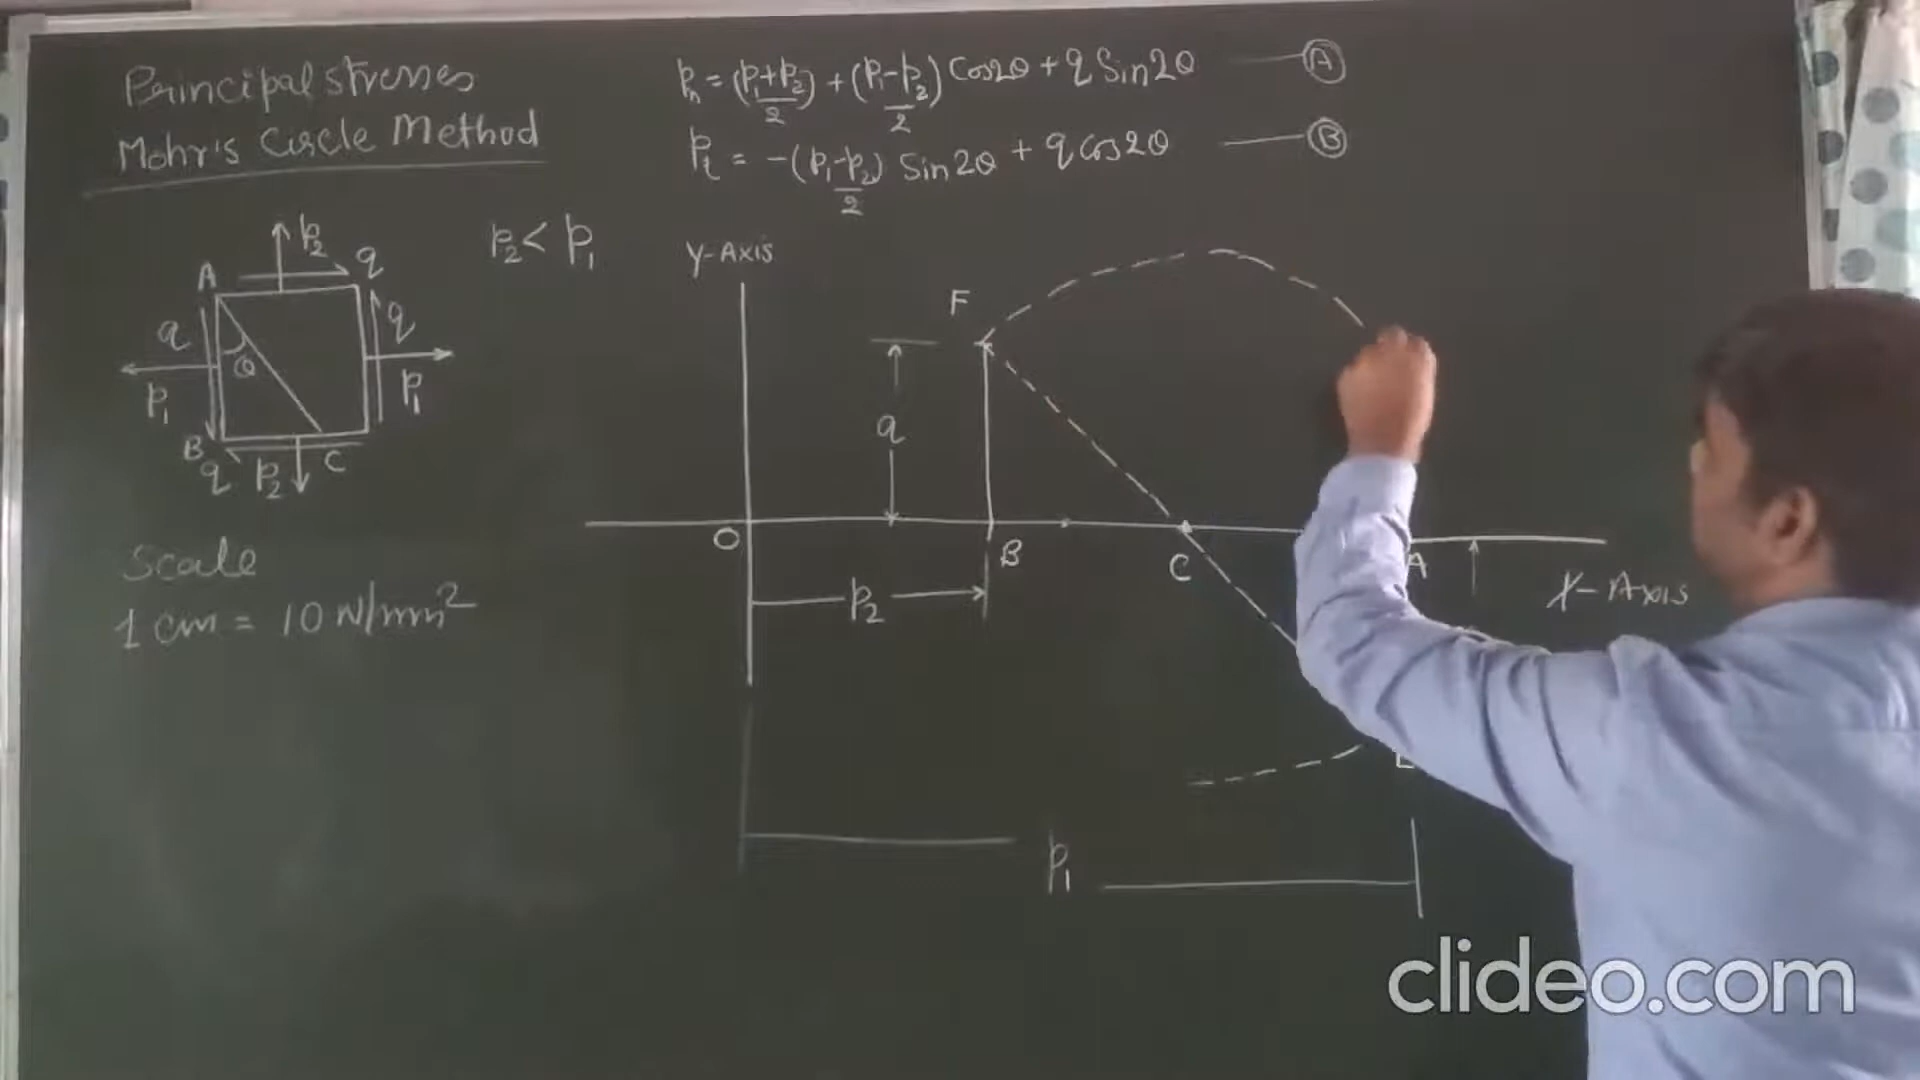 Principal stresses
Mohr's Circle Method
Pn = (P1+P2)/2 + (P1-P2)/2 Cos2θ + q Sin2θ — (A)
Pt = -(P1-P2)/2 Sin2θ + q cos2θ — (B)
P2 < P1
P2
q
A
q
q
θ
P1
P1
B
C
q
P2
Scale
1 cm = 10 N/mm²
Y-Axis
F
q
O
B
C
A
X-Axis
P2
P1
clideo.com